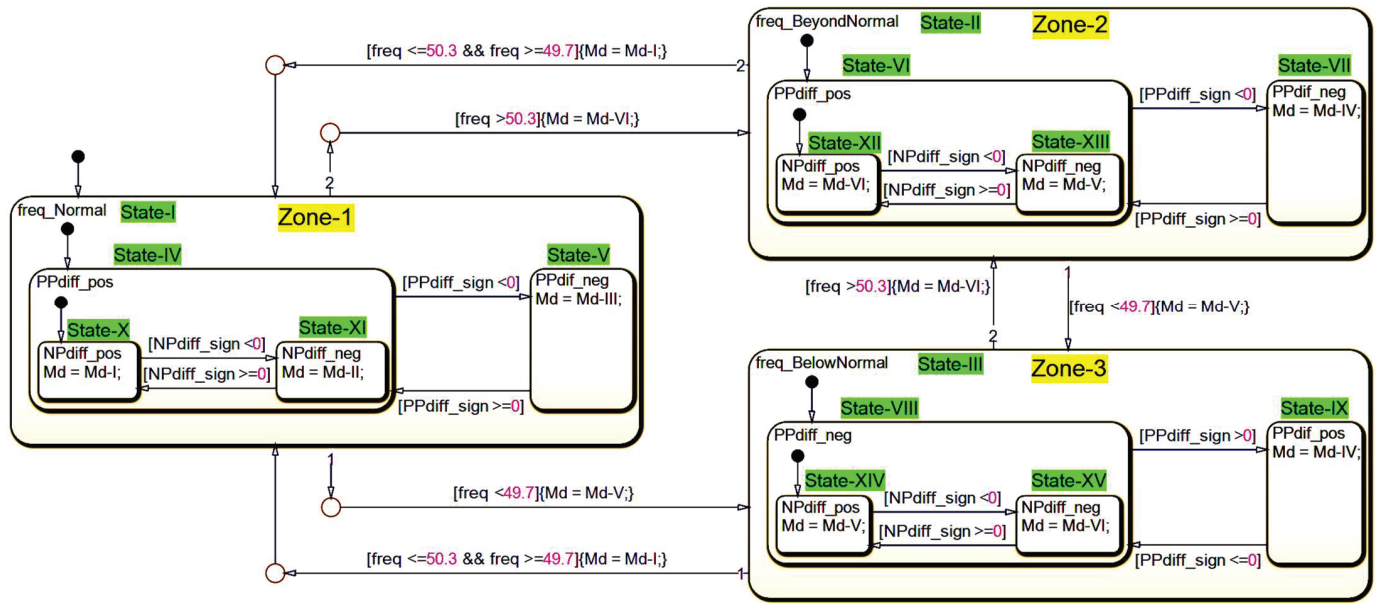 freq_BeyondNormal
State-II
Zone-2
[freq <=50.3 && freq >=49.7]{Md = Md-I;}
2
State-VI
State-VII
PPdiff_pos
[PPdiff_sign <0]
PPdif_neg
Md = Md-IV;
[freq >50.3]{Md = Md-VI;}
2
State-XII
State-XIII
NPdiff_pos
Md = Md-VI;
[NPdiff_sign <0]
[NPdiff_sign >=0]
NPdiff_neg
Md = Md-V;
[PPdiff_sign >=0]
freq_Normal
State-I
Zone-1
State-IV
State-V
PPdiff_pos
[PPdiff_sign <0]
PPdif_neg
Md = Md-III;
State-X
State-XI
NPdiff_pos
Md = Md-I;
[NPdiff_sign <0]
[NPdiff_sign >=0]
NPdiff_neg
Md = Md-II;
[PPdiff_sign >=0]
[freq >50.3]{Md = Md-VI;}
2
1
[freq <49.7]{Md = Md-V;}
freq_BelowNormal
State-III
Zone-3
State-VIII
State-IX
PPdiff_neg
[PPdiff_sign >0]
PPdif_pos
Md = Md-IV;
State-XIV
State-XV
NPdiff_pos
Md = Md-V;
[NPdiff_sign <0]
[NPdiff_sign >=0]
NPdiff_neg
Md = Md-VI;
[PPdiff_sign <=0]
1
[freq <49.7]{Md = Md-V;}
[freq <=50.3 && freq >=49.7]{Md = Md-I;}
1